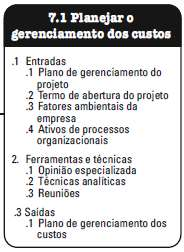 7.1 Planejar o
gerenciamento dos custos
.1 Entradas
.1 Plano de gerenciamento do
projeto
.2 Termo de abertura do projeto
.3 Fatores ambientais da
empresa
.4 Ativos de processos
organizacionais
2. Ferramentas e técnicas
.1 Opinião especializada
.2 Técnicas analíticas
.3 Reuniões
.3 Saídas
.1 Plano de gerenciamento dos
custos